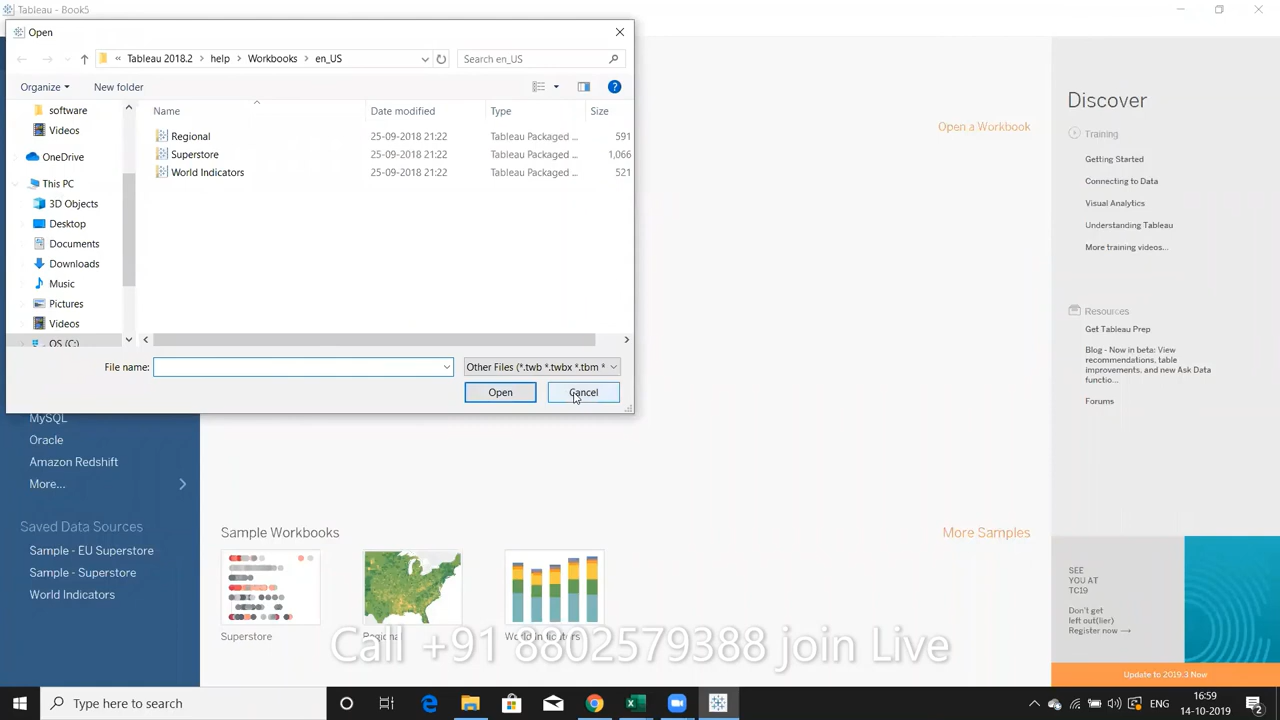 Tableau - Book5
Open
« Tableau 2018.2 > help > Workbooks > en_US
Search en_US
Organize
New folder
Name
Date modified
Type
Size
software
Videos
OneDrive
This PC
3D Objects
Desktop
Documents
Downloads
Music
Pictures
Videos
OS (C:)
Regional 25-09-2018 21:22 Tableau Packaged ... 591
Superstore 25-09-2018 21:22 Tableau Packaged ... 1,066
World Indicators 25-09-2018 21:22 Tableau Packaged ... 521
File name:
Other Files (*.twb *.twbx *.tbm *
Open
Cancel
MySQL
Oracle
Amazon Redshift
More...
Saved Data Sources
Sample - EU Superstore
Sample - Superstore
World Indicators
Open a Workbook
Sample Workbooks
More Samples
Superstore
Regional
World Indicators
Call +91 8802579388 join Live
Discover
Training
Getting Started
Connecting to Data
Visual Analytics
Understanding Tableau
More training videos...
Resources
Get Tableau Prep
Blog - Now in beta: View
recommendations, table
improvements, and new Ask Data
functio...
Forums
SEE
YOU AT
TC19
Don't get
left out(lier)
Register now →
Update to 2019.3 Now
Type here to search
ENG
16:59
14-10-2019
2